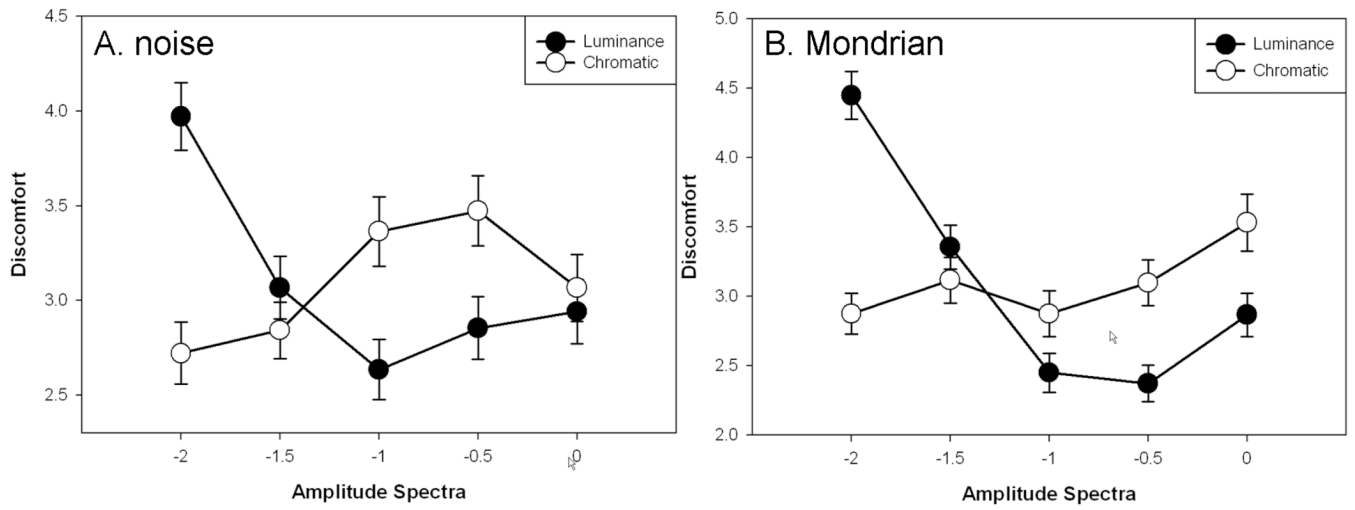 A. noise
Luminance
Chromatic
4.5
4.0
3.5
3.0
2.5
Discomfort
-2
-1.5
-1
-0.5
0
Amplitude Spectra
B. Mondrian
Luminance
Chromatic
5.0
4.5
4.0
3.5
3.0
2.5
2.0
Discomfort
-2
-1.5
-1
-0.5
0
Amplitude Spectra